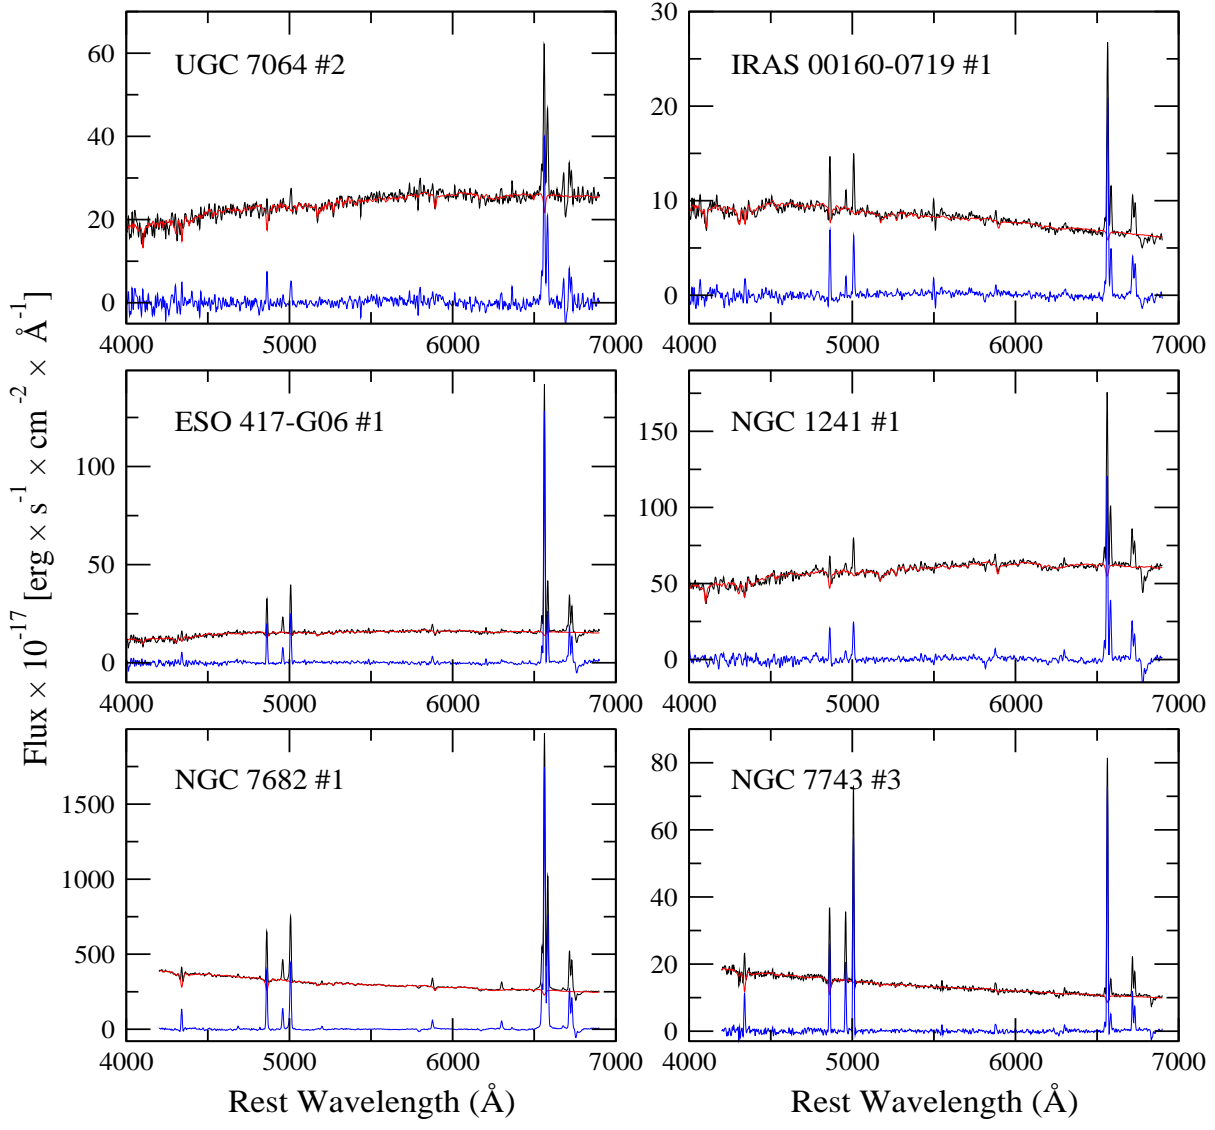 UGC 7064 #2
60
40
20
0
4000 5000 6000 7000
IRAS 00160-0719 #1
30
20
10
0
4000 5000 6000 7000
ESO 417-G06 #1
100
50
0
4000 5000 6000 7000
NGC 1241 #1
150
100
50
0
4000 5000 6000 7000
NGC 7682 #1
1500
1000
500
0
4000 5000 6000 7000
NGC 7743 #3
80
60
40
20
0
4000 5000 6000 7000
Flux × 10⁻¹⁷ [erg × s⁻¹ × cm⁻² × Å⁻¹]
Rest Wavelength (Å)
Rest Wavelength (Å)